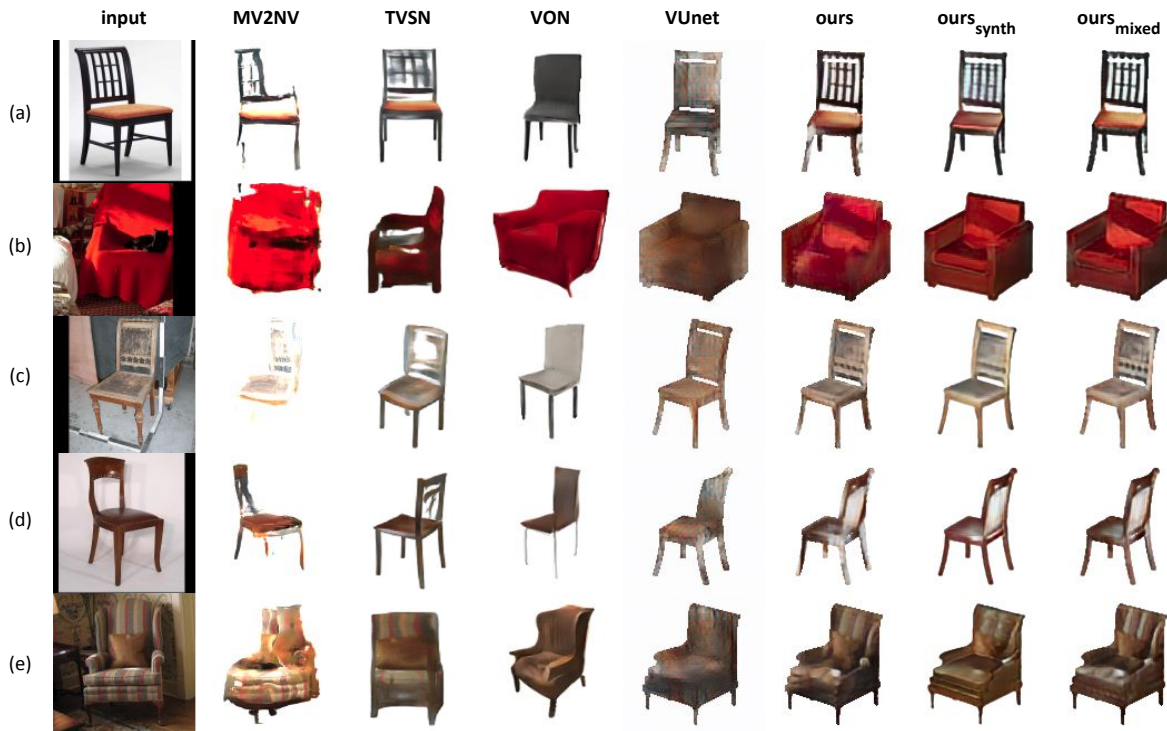 input MV2NV TVSN VON VUnet ours ours_synth ours_mixed
(a)
(b)
(c)
(d)
(e)